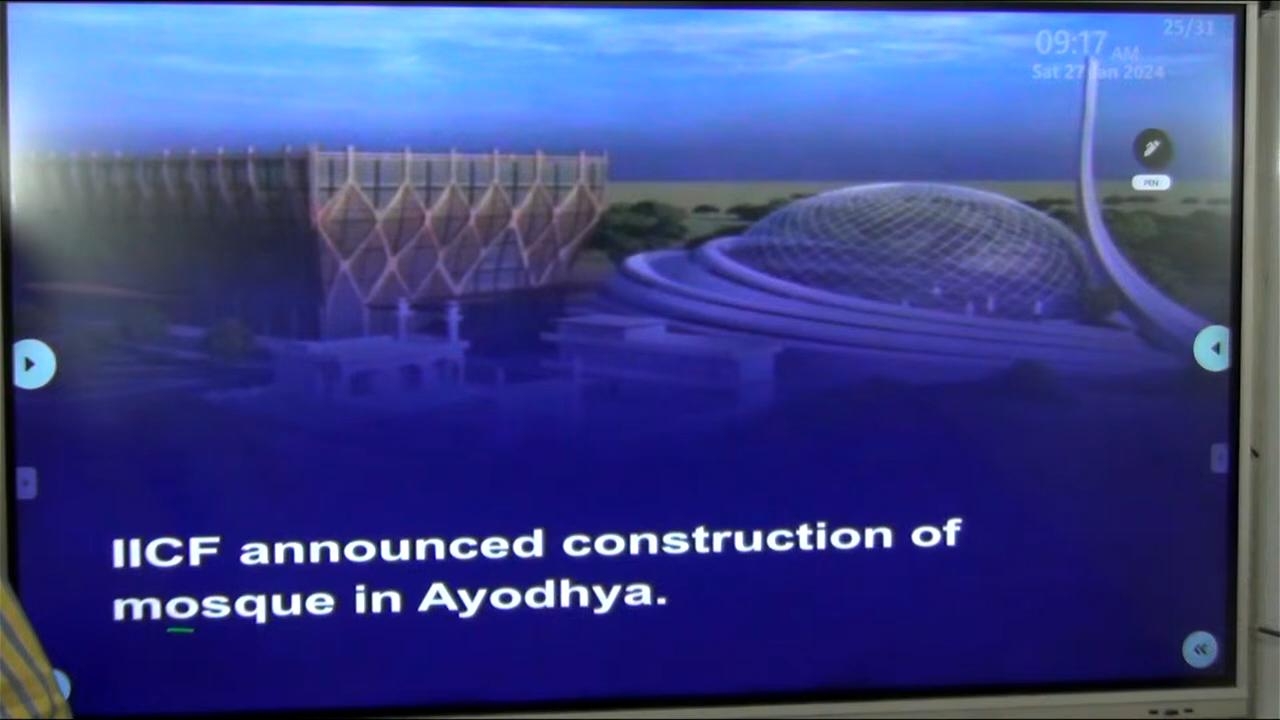 25/31
09:17 AM
Sat 27 Jan 2024
PEN
IICF announced construction of
mosque in Ayodhya.